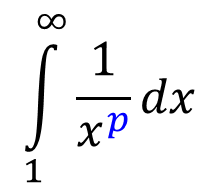 ∫₁^∞ 1/x^p dx